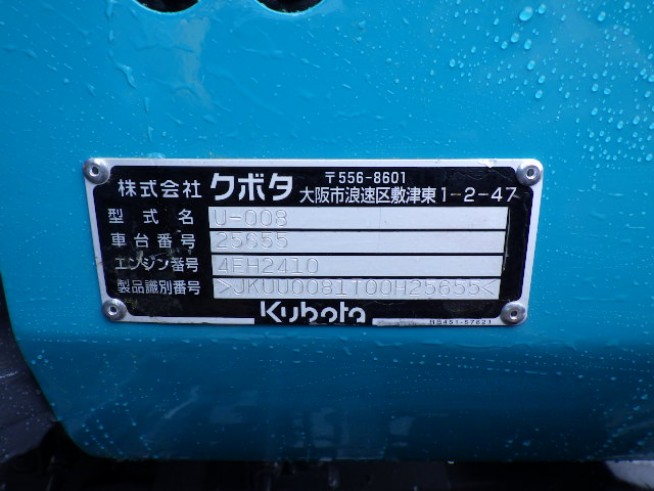 株式会社 クボタ 〒556-8601
大阪市浪速区敷津東1-2-47
型式名 U-008
車台番号 25655
エンジン番号 4EH2410
製品識別番号 >JKUU0081T00H25655<
Kubota